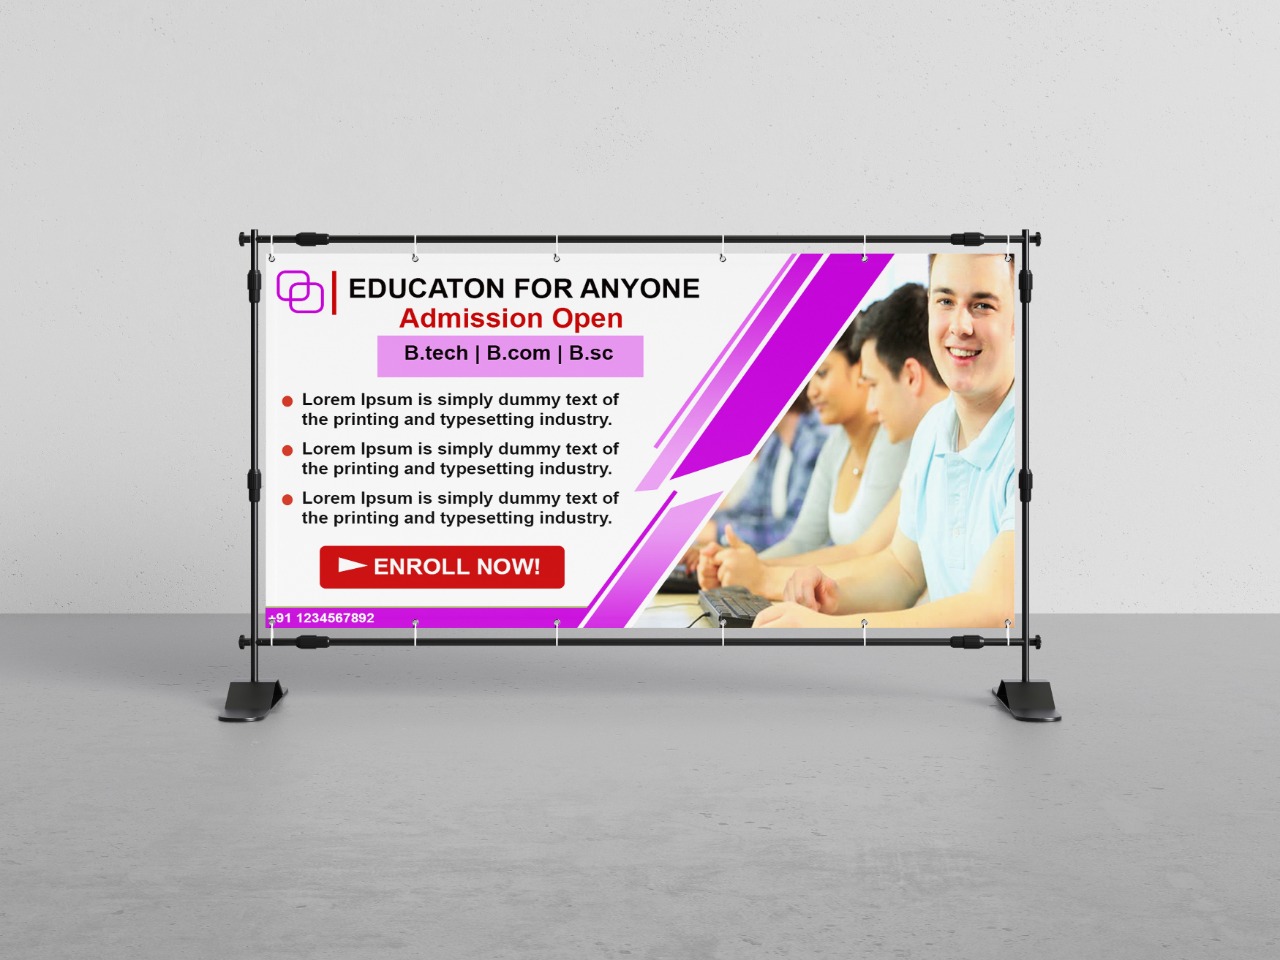 EDUCATON FOR ANYONE
Admission Open
B.tech | B.com | B.sc
Lorem Ipsum is simply dummy text of
the printing and typesetting industry.
Lorem Ipsum is simply dummy text of
the printing and typesetting industry.
Lorem Ipsum is simply dummy text of
the printing and typesetting industry.
ENROLL NOW!
+91 1234567892